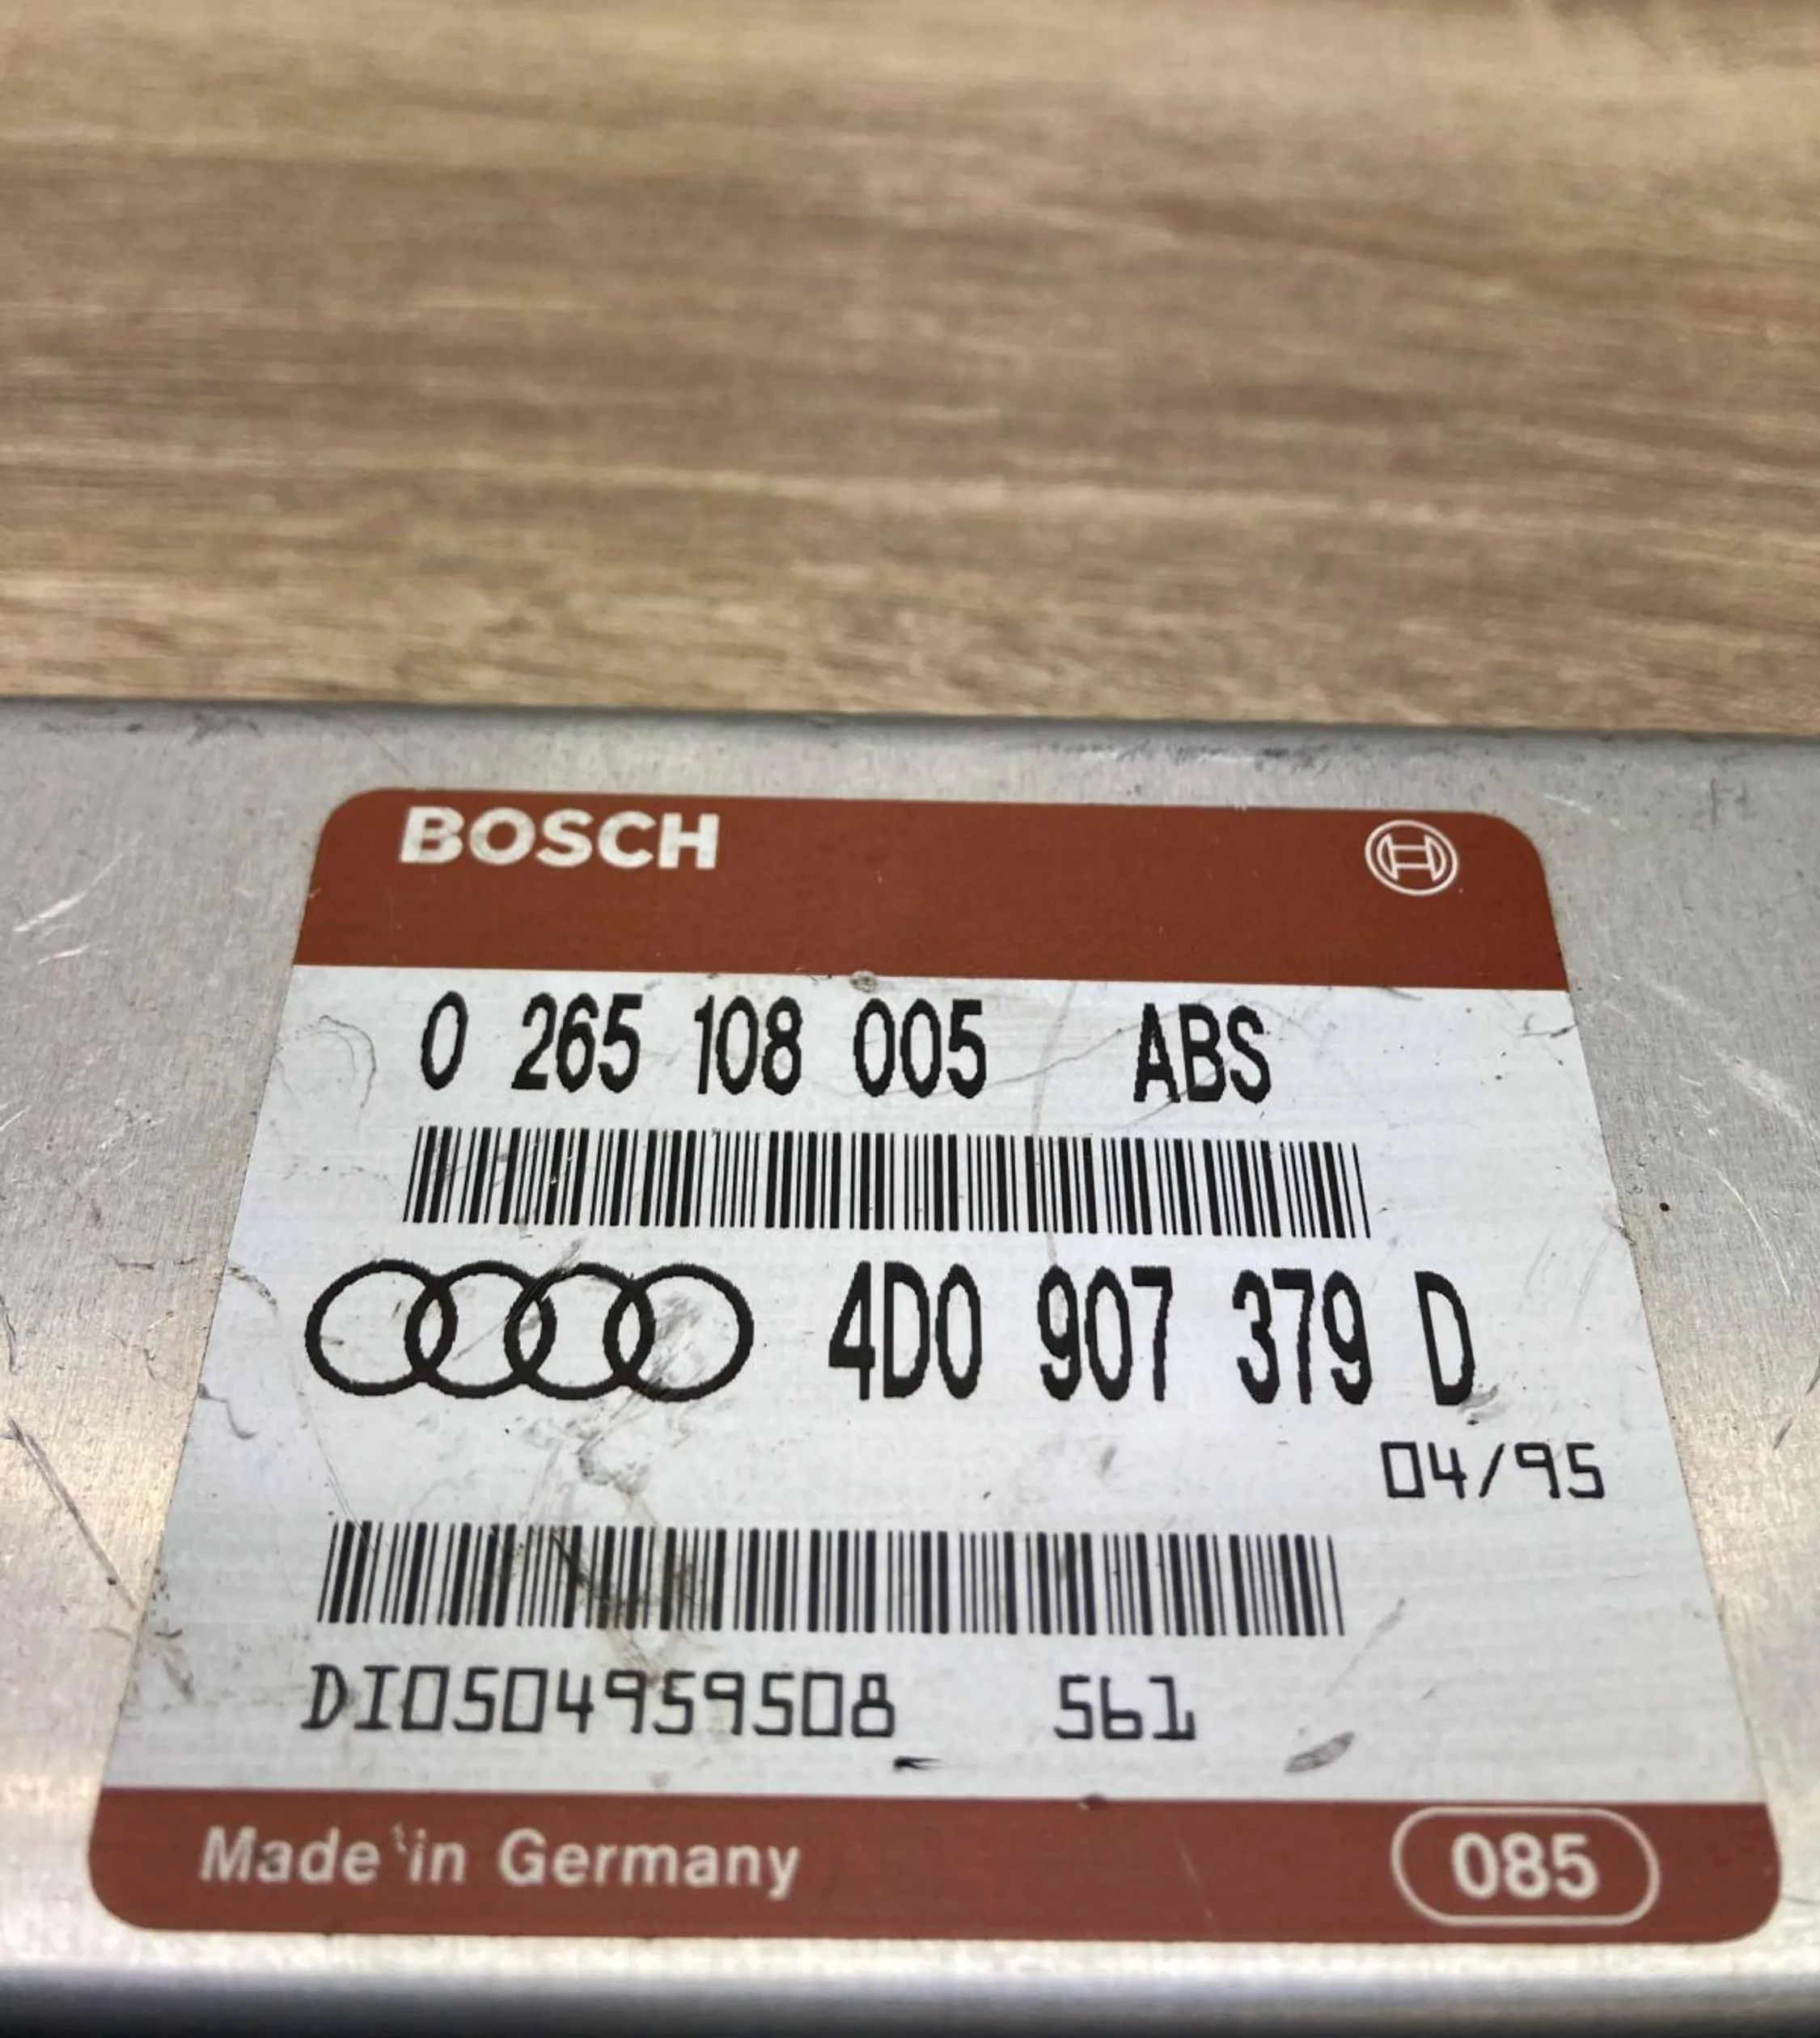 BOSCH
0 265 108 005 ABS
4D0 907 379 D
04/95
DI0504959508 561
Made in Germany 085